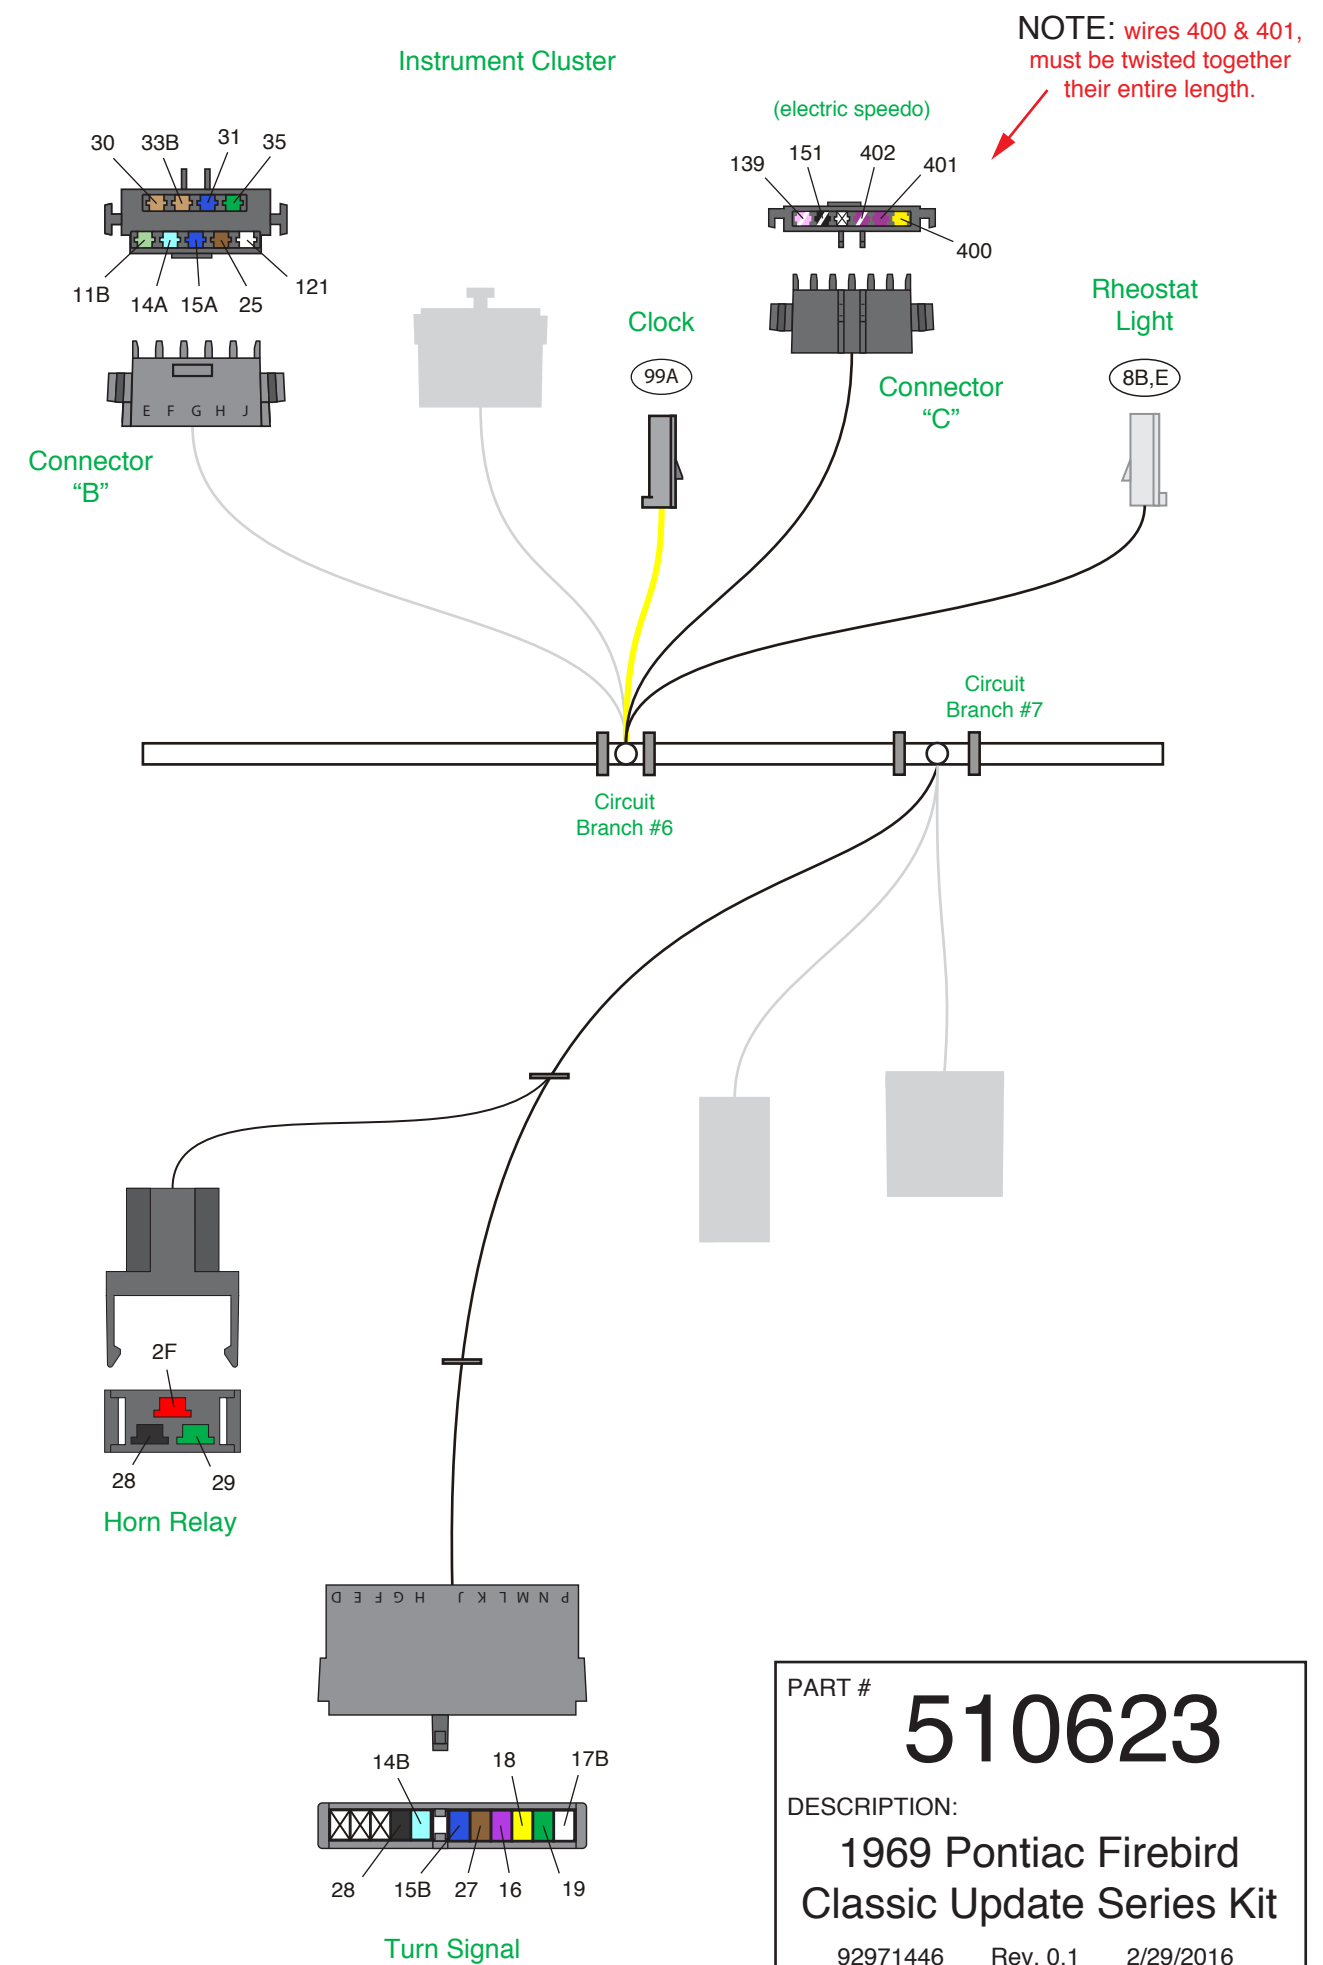 NOTE: wires 400 & 401,
must be twisted together
their entire length.
Instrument Cluster
(electric speedo)
30 33B 31 35
139 151 402 401
400
11B 14A 15A 25 121
Clock
99A
Rheostat
Light
8B,E
Connector
“C”
E F G H J
Connector
“B”
Circuit
Branch #7
Circuit
Branch #6
2F
28 29
Horn Relay
D E F G H J K L M N P
14B 18 17B
28 15B 27 16 19
Turn Signal
PART #
510623
DESCRIPTION:
1969 Pontiac Firebird
Classic Update Series Kit
92971446 Rev. 0.1 2/29/2016